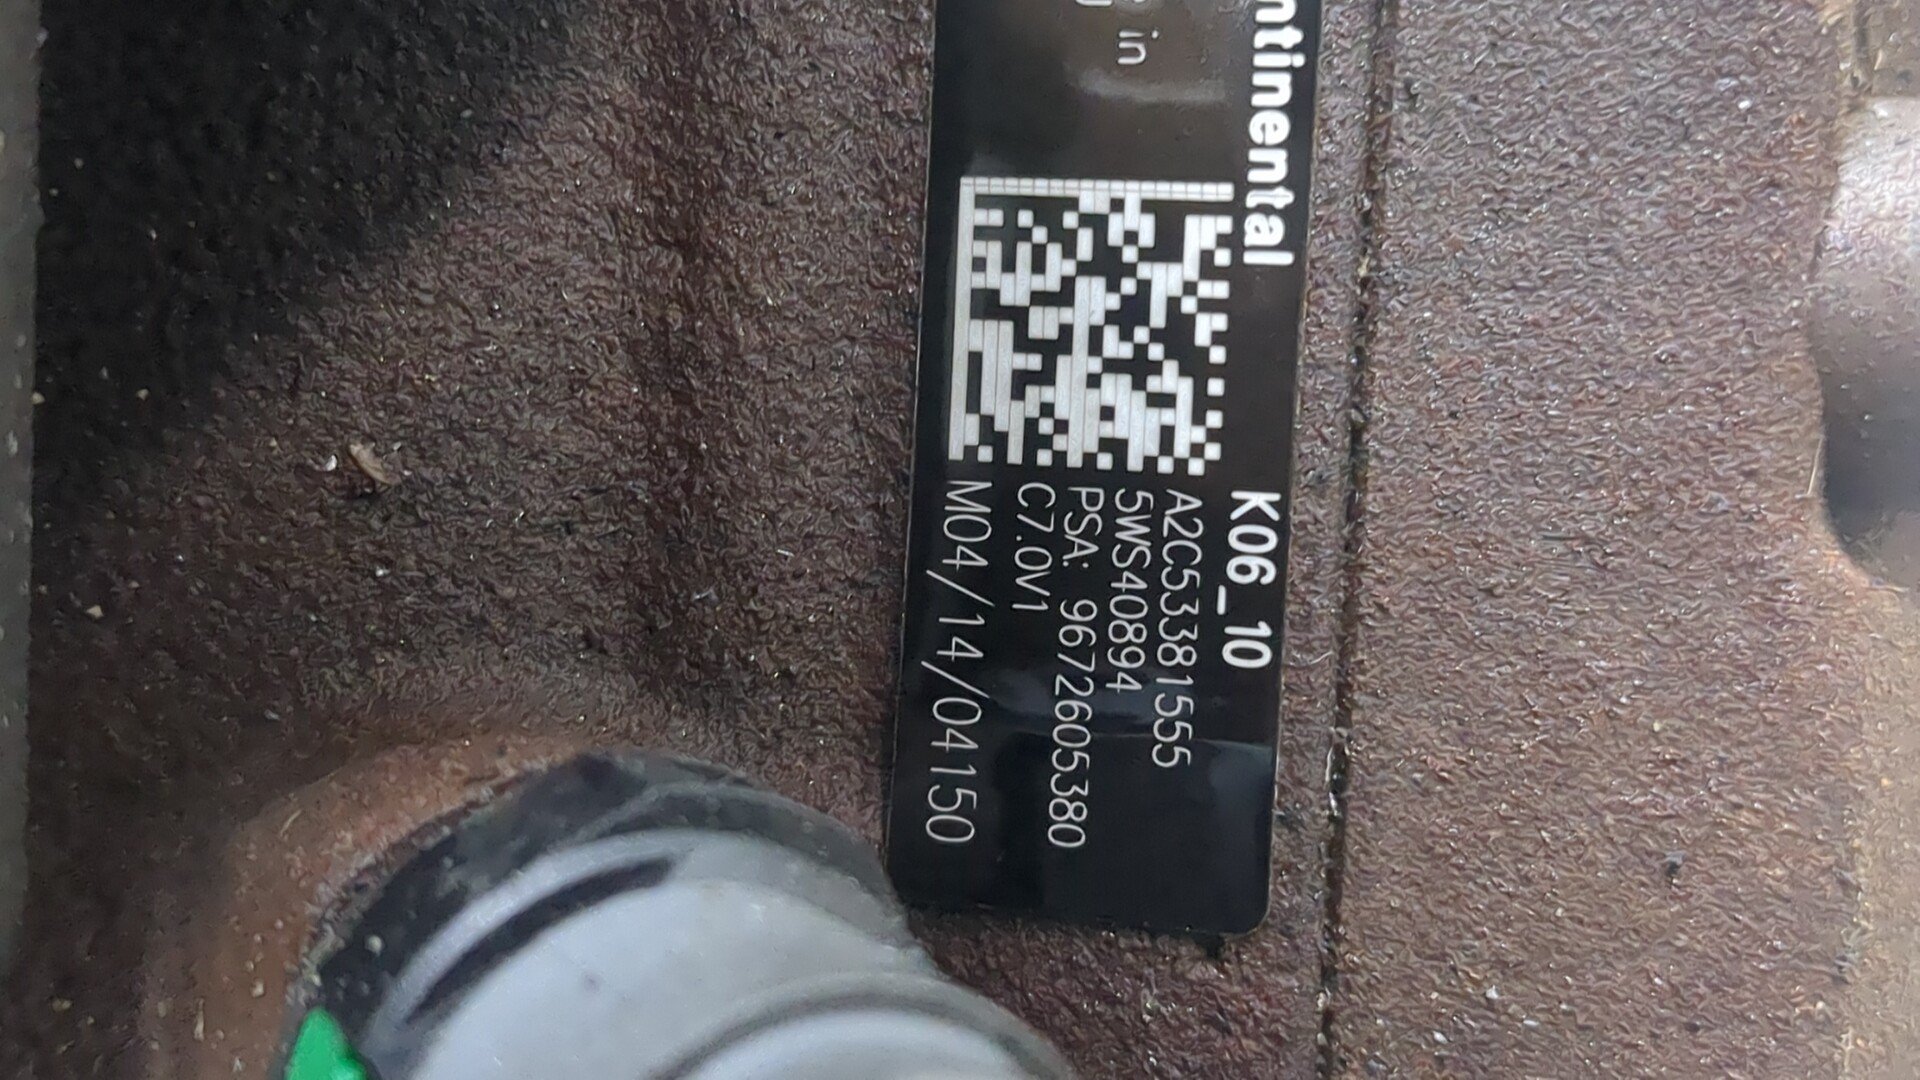 ntinental
in
K06_10
A2C53381555
5WS40894
PSA: 9672605380
C7.0V1
M04/14/04150